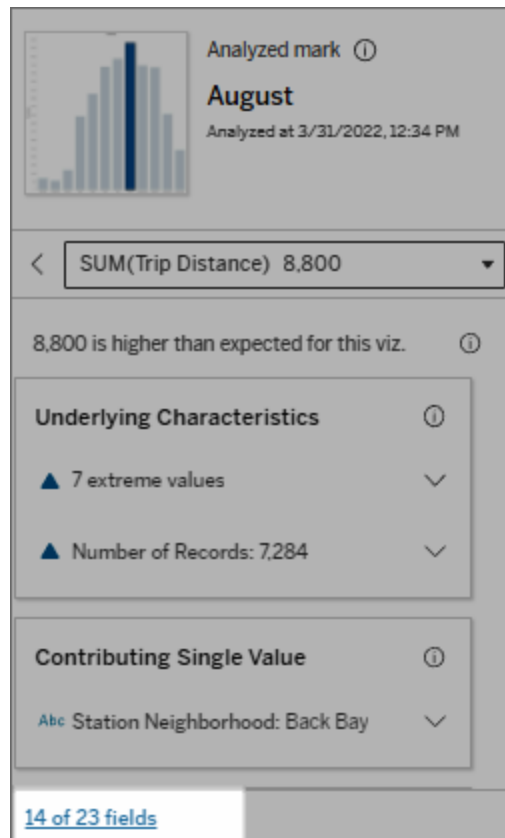 Analyzed mark
August
Analyzed at 3/31/2022, 12:34 PM
SUM(Trip Distance) 8,800
8,800 is higher than expected for this viz.
Underlying Characteristics
7 extreme values
Number of Records: 7,284
Contributing Single Value
Abc Station Neighborhood: Back Bay
14 of 23 fields